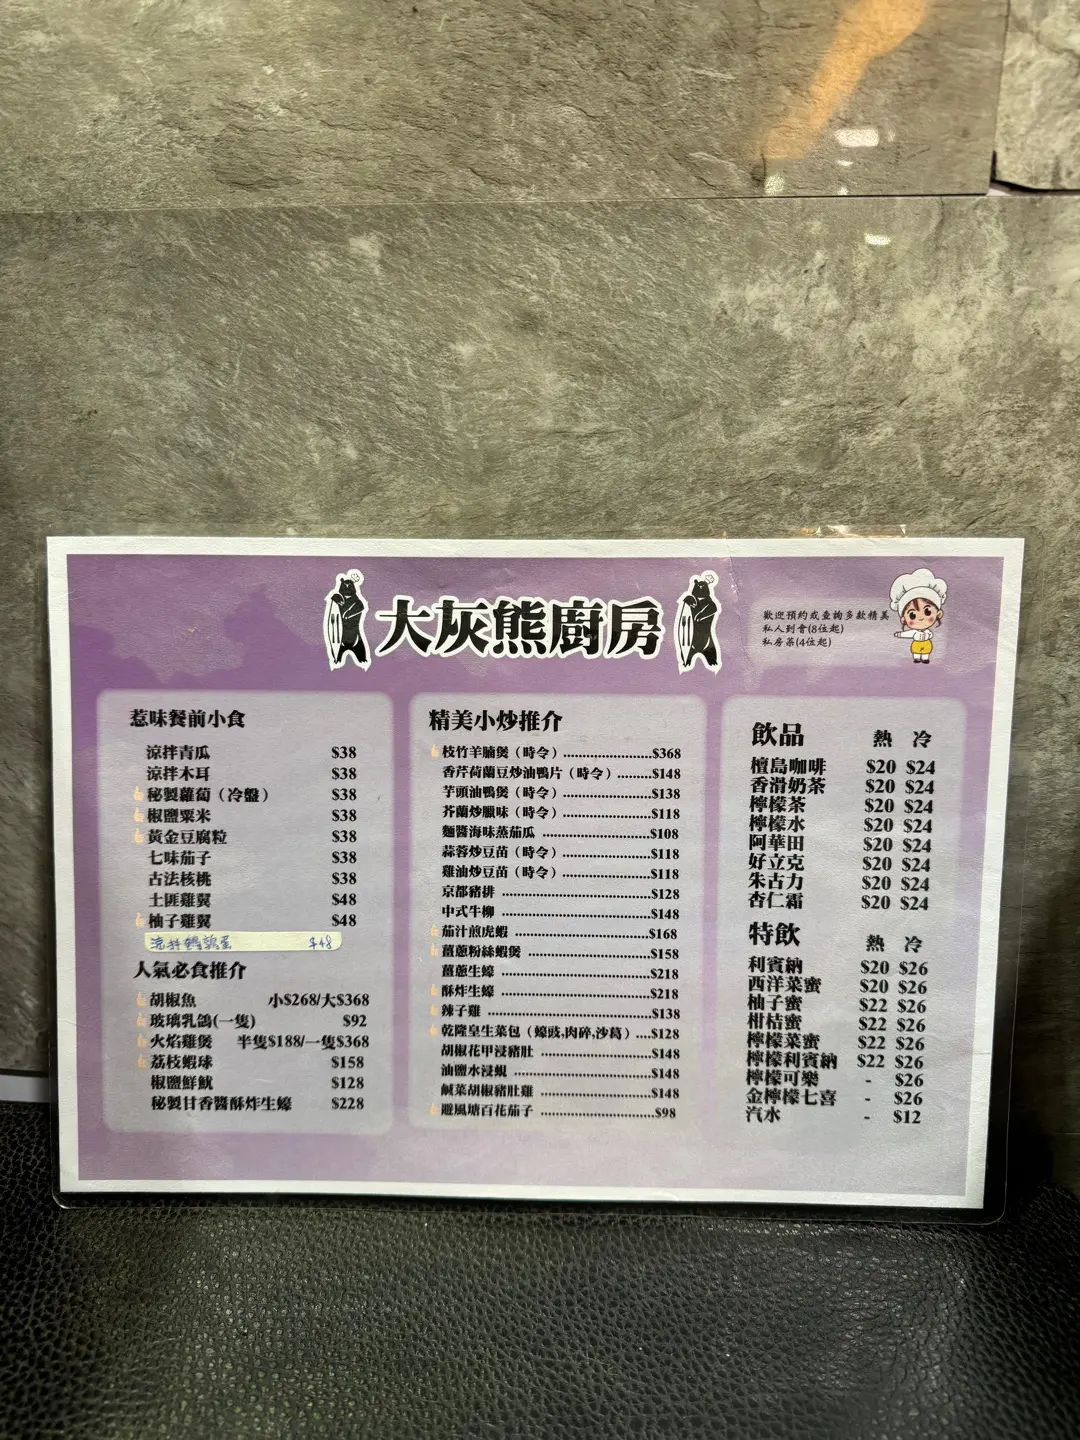 大灰熊廚房
歡迎預約或查詢多款精美
私人到會(8位起)
私房菜(4位起)
惹味餐前小食
涼拌青瓜 $38
涼拌木耳 $38
秘製蘿蔔（冷盤） $38
椒鹽粟米 $38
黃金豆腐粒 $38
七味茄子 $38
古法核桃 $38
土匪雞翼 $48
柚子雞翼 $48
涼拌 $48
人氣必食推介
胡椒魚 小$268/大$368
玻璃乳鴿(一隻) $92
火焰雞煲 半隻$188/一隻$368
荔枝蝦球 $158
椒鹽鮮魷 $128
秘製甘香醬酥炸生蠔 $228
精美小炒推介
枝竹羊腩煲（時令）$368
香芹荷蘭豆炒油鴨片（時令）$148
芋頭油鴨煲（時令）$138
芥蘭炒臘味（時令）$118
麵醬海味蒸茄瓜 $108
蒜蓉炒豆苗（時令）$118
雞油炒豆苗（時令）$118
京都豬排 $128
中式牛柳 $148
茄汁煎虎蝦 $168
薑蔥粉絲蝦煲 $158
薑蔥生蠔 $218
酥炸生蠔 $218
辣子雞 $138
乾隆皇生菜包（蠔豉,肉碎,沙葛）$128
胡椒花甲浸豬肚 $148
油鹽水浸蜆 $148
鹹菜胡椒豬肚雞 $148
避風塘百花茄子 $98
飲品 熱 冷
檀島咖啡 $20 $24
香滑奶茶 $20 $24
檸檬茶 $20 $24
檸檬水 $20 $24
阿華田 $20 $24
好立克 $20 $24
朱古力 $20 $24
杏仁霜 $20 $24
特飲 熱 冷
利賓納 $20 $26
西洋菜蜜 $20 $26
柚子蜜 $22 $26
柑桔蜜 $22 $26
檸檬菜蜜 $22 $26
檸檬利賓納 $22 $26
檸檬可樂 - $26
金檸檬七喜 - $26
汽水 - $12